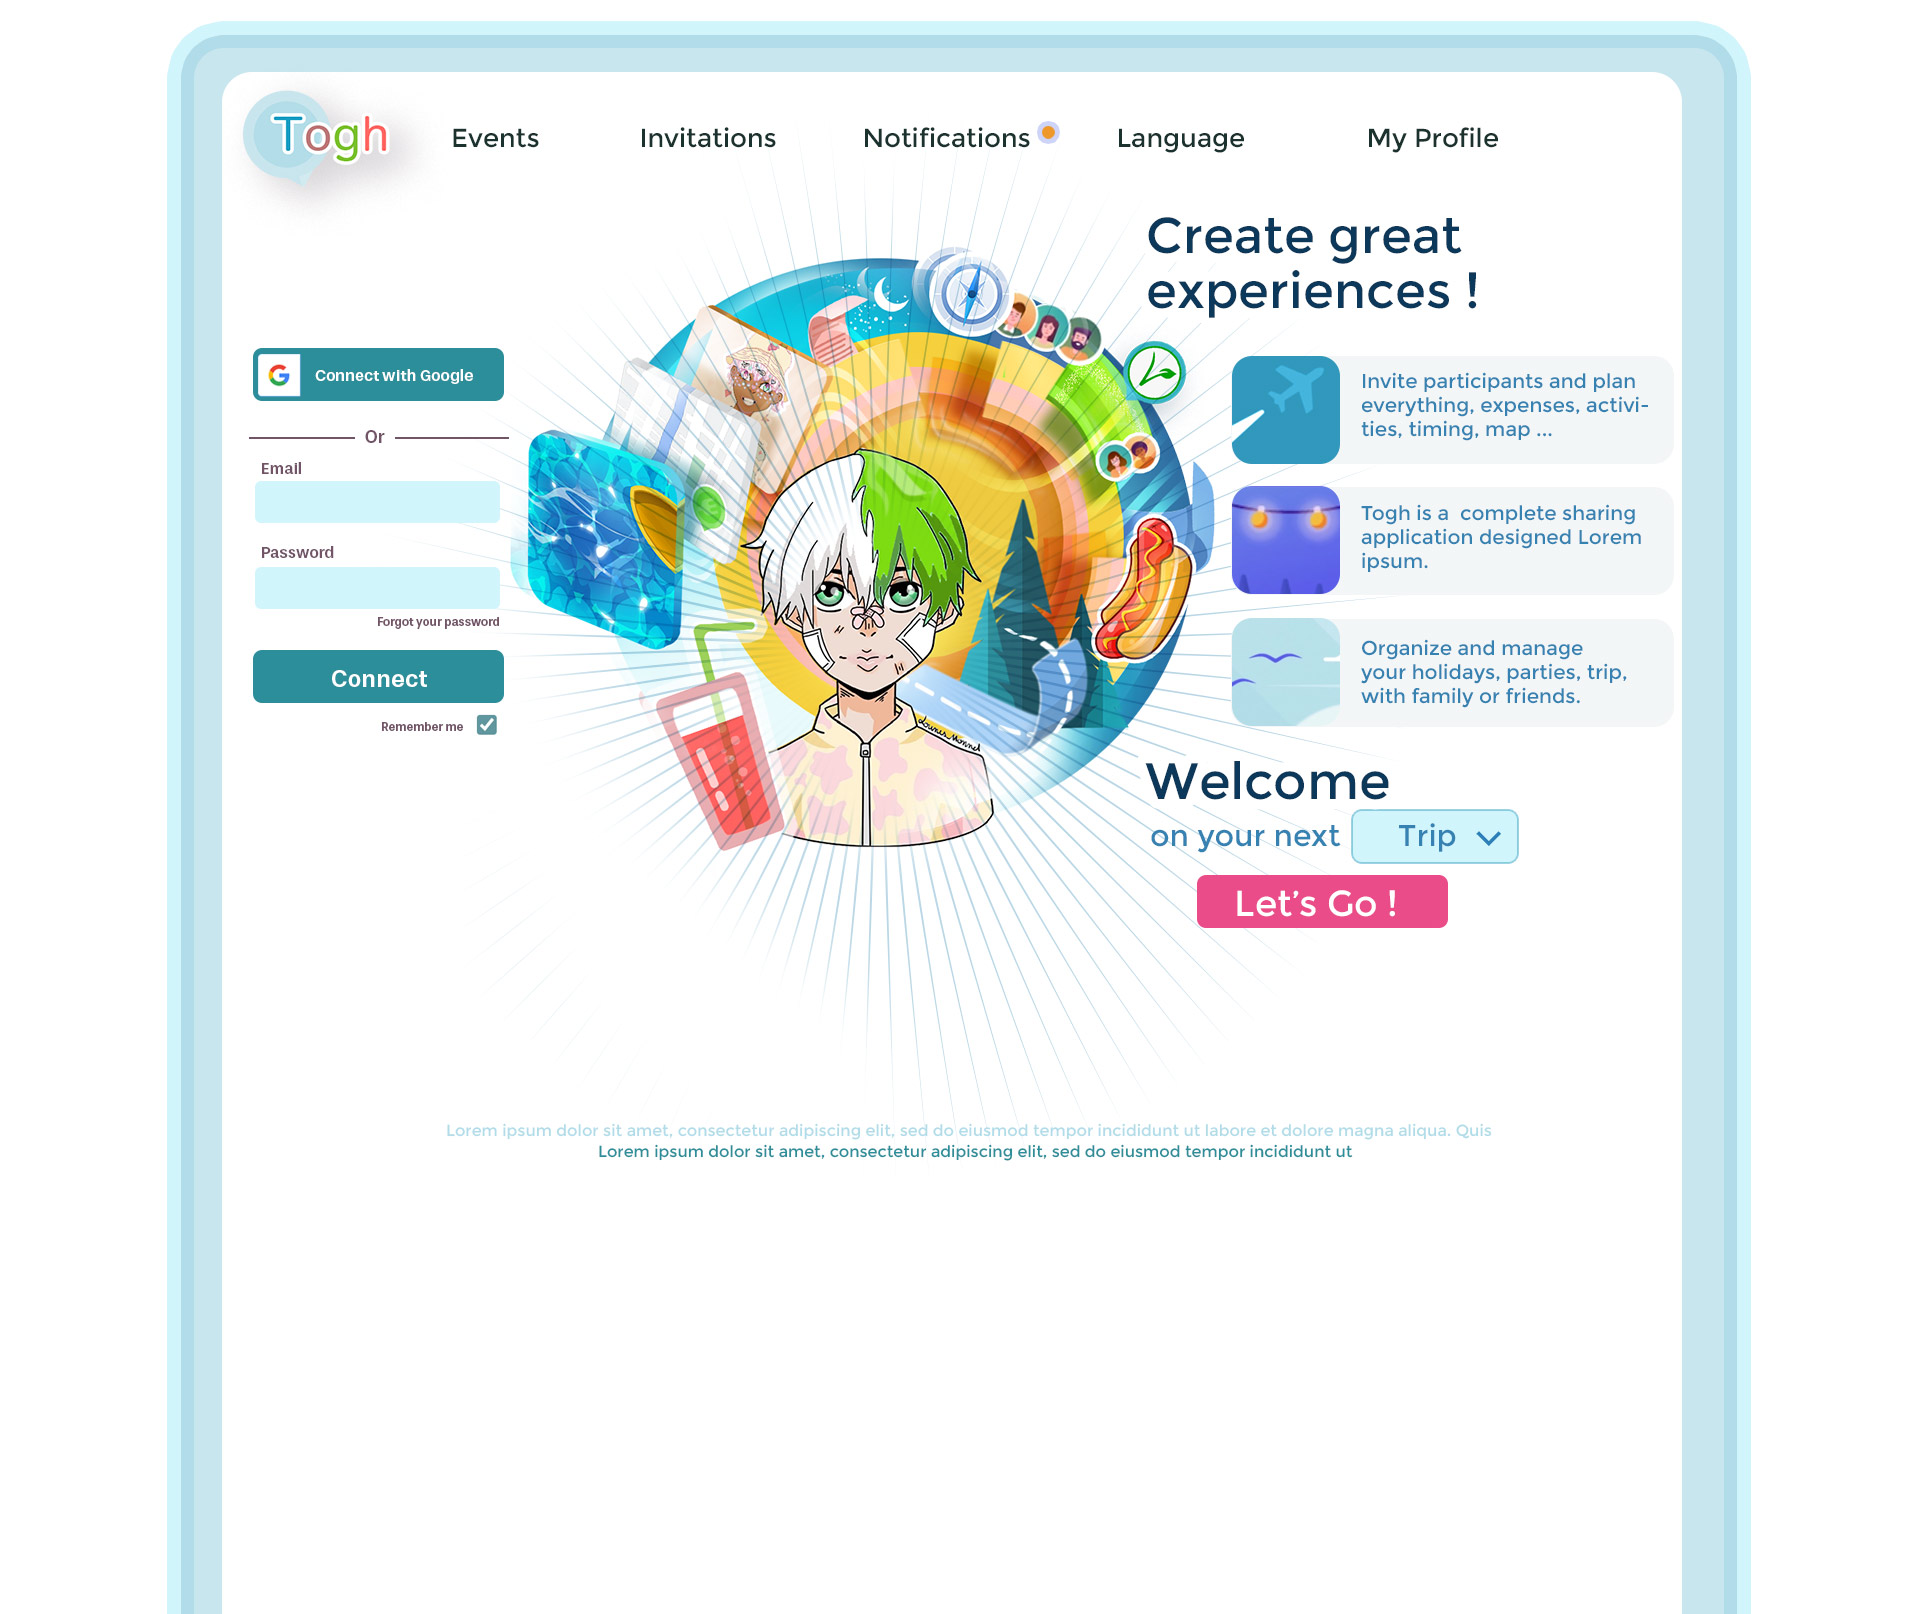 Togh
Events
Invitations
Notifications
Language
My Profile
Create great
experiences !
Connect with Google
Or
Email
Password
Forgot your password
Connect
Remember me
Invite participants and plan
everything, expenses, activi-
ties, timing, map ...
Togh is a  complete sharing
application designed Lorem
ipsum.
Organize and manage
your holidays, parties, trip,
with family or friends.
Welcome
on your next
Trip
Let's Go !
Lorem ipsum dolor sit amet, consectetur adipiscing elit, sed do eiusmod tempor incididunt ut labore et dolore magna aliqua. Quis
Lorem ipsum dolor sit amet, consectetur adipiscing elit, sed do eiusmod tempor incididunt ut